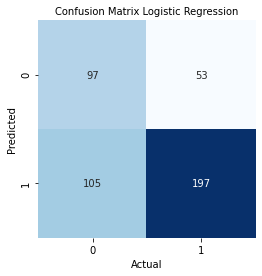 Confusion Matrix Logistic Regression
Predicted
0
97
53
1
105
197
0
1
Actual